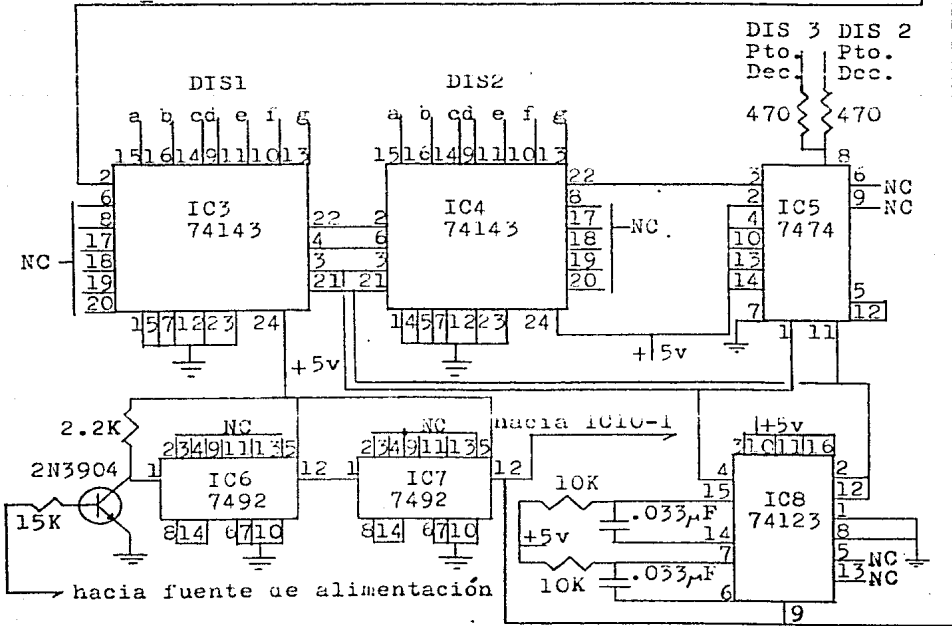 DIS 3 DIS 2
Pto. Pto.
Dec. Dec.
470 470
DIS1 DIS2
a b c d e f g
a b c d e f g
15 16 14 9 11 10 13
15 16 14 9 11 10 13
8
2
6
8
17
18
19
20
NC
IC3
74143
22
4
3
21
1 5 7 12 23 24
2
6
3
21
IC4
74143
22
8
17
18
19
20
NC
1 4 5 7 12 23 24
3
2
4
10
13
14
7
IC5
7474
6 NC
9 NC
5
12
1 11
+5v
+5v
2.2K
2N3904
15K
NC
2 3 4 9 11 13 5
1 IC6 12
7492
8 14 6 7 10
NC
2 3 4 9 11 13 5
1 IC7 12
7492
8 14 6 7 10
hacia IC10-1
10K
.033µF
+5v
.033µF
10K
+5v
3 10 11 16
4
15
14
7
6
IC8
74123
2
12
1
8
5 NC
13 NC
9
hacia fuente de alimentación